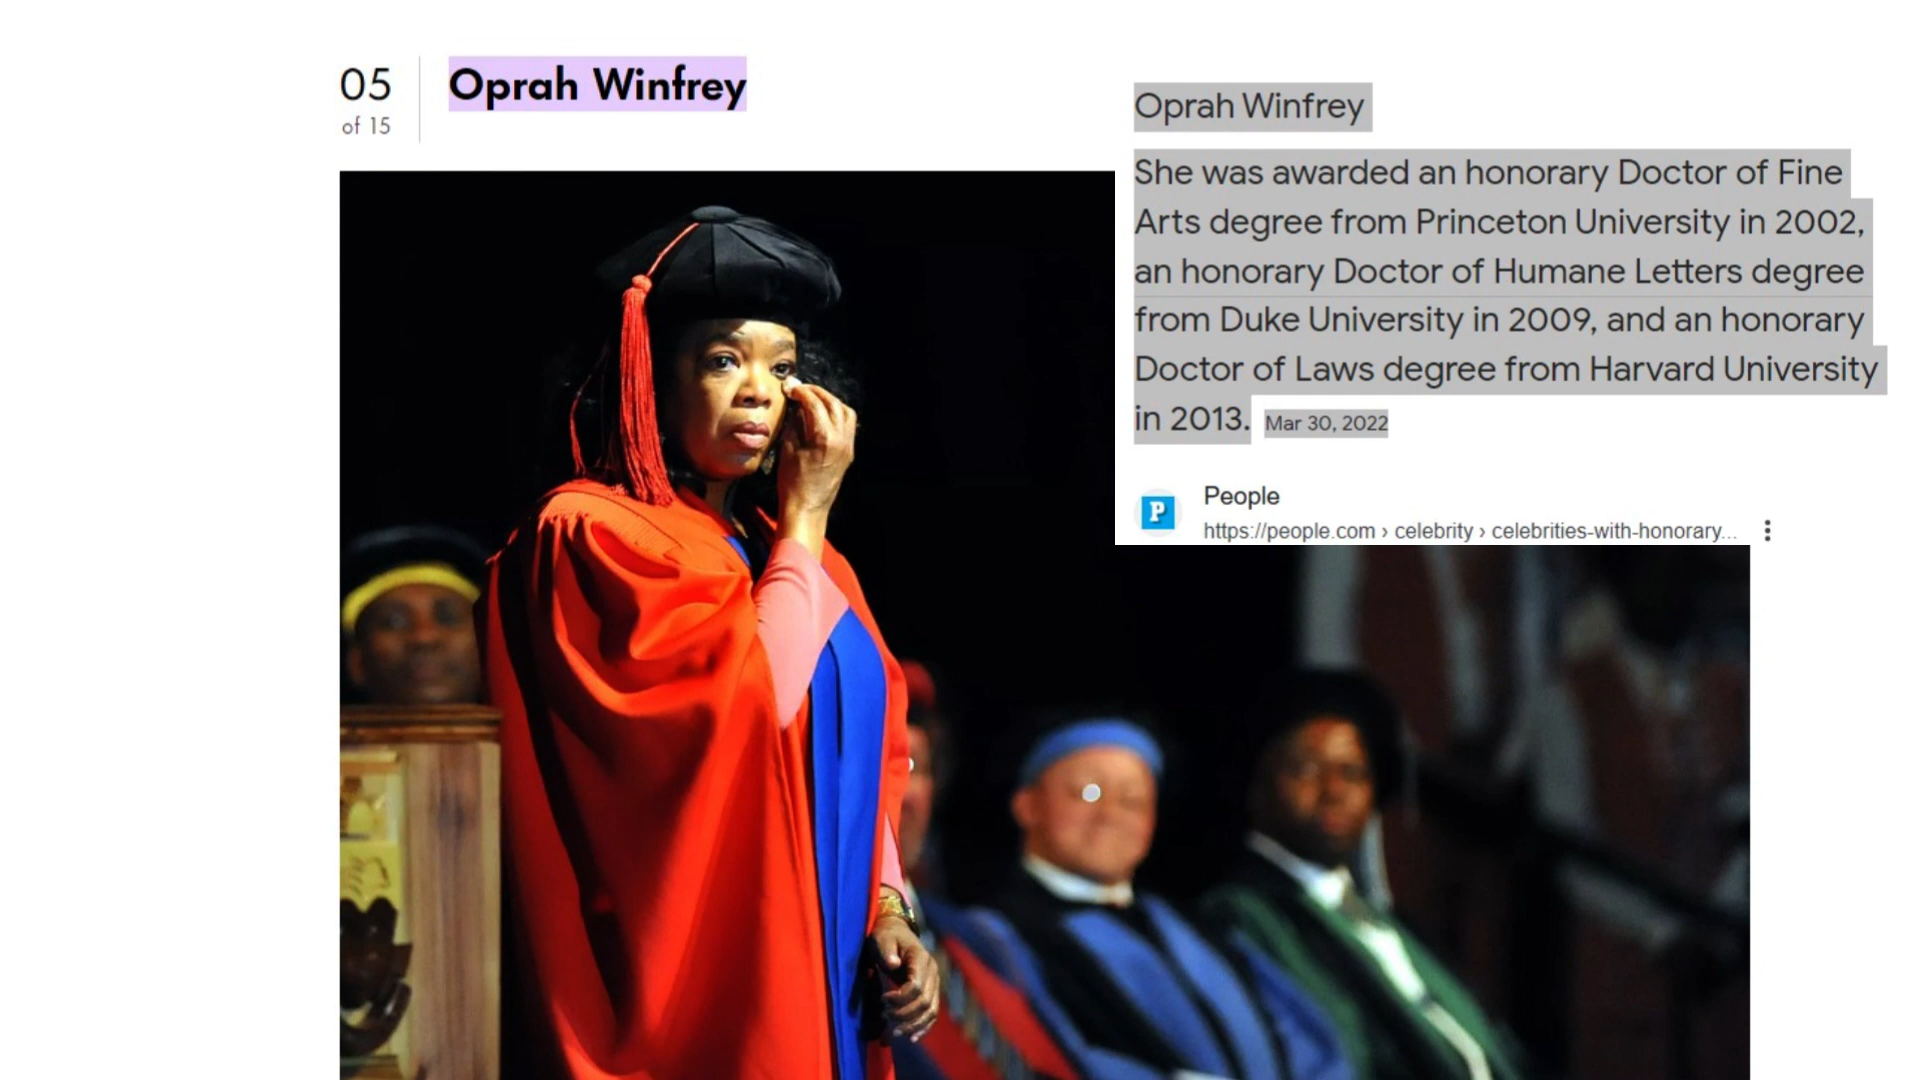 05
of 15
Oprah Winfrey
Oprah Winfrey
She was awarded an honorary Doctor of Fine
Arts degree from Princeton University in 2002,
an honorary Doctor of Humane Letters degree
from Duke University in 2009, and an honorary
Doctor of Laws degree from Harvard University
in 2013. Mar 30, 2022
P
People
https://people.com › celebrity › celebrities-with-honorary...